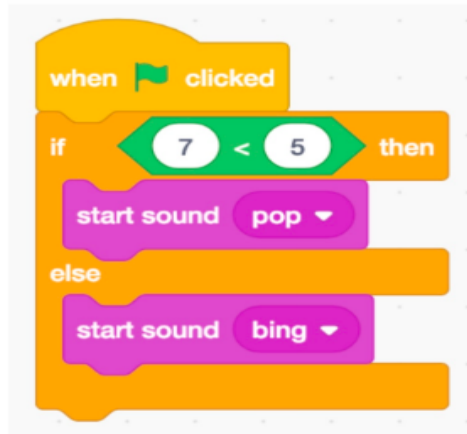 when clicked
if 7 < 5 then
start sound pop
else
start sound bing